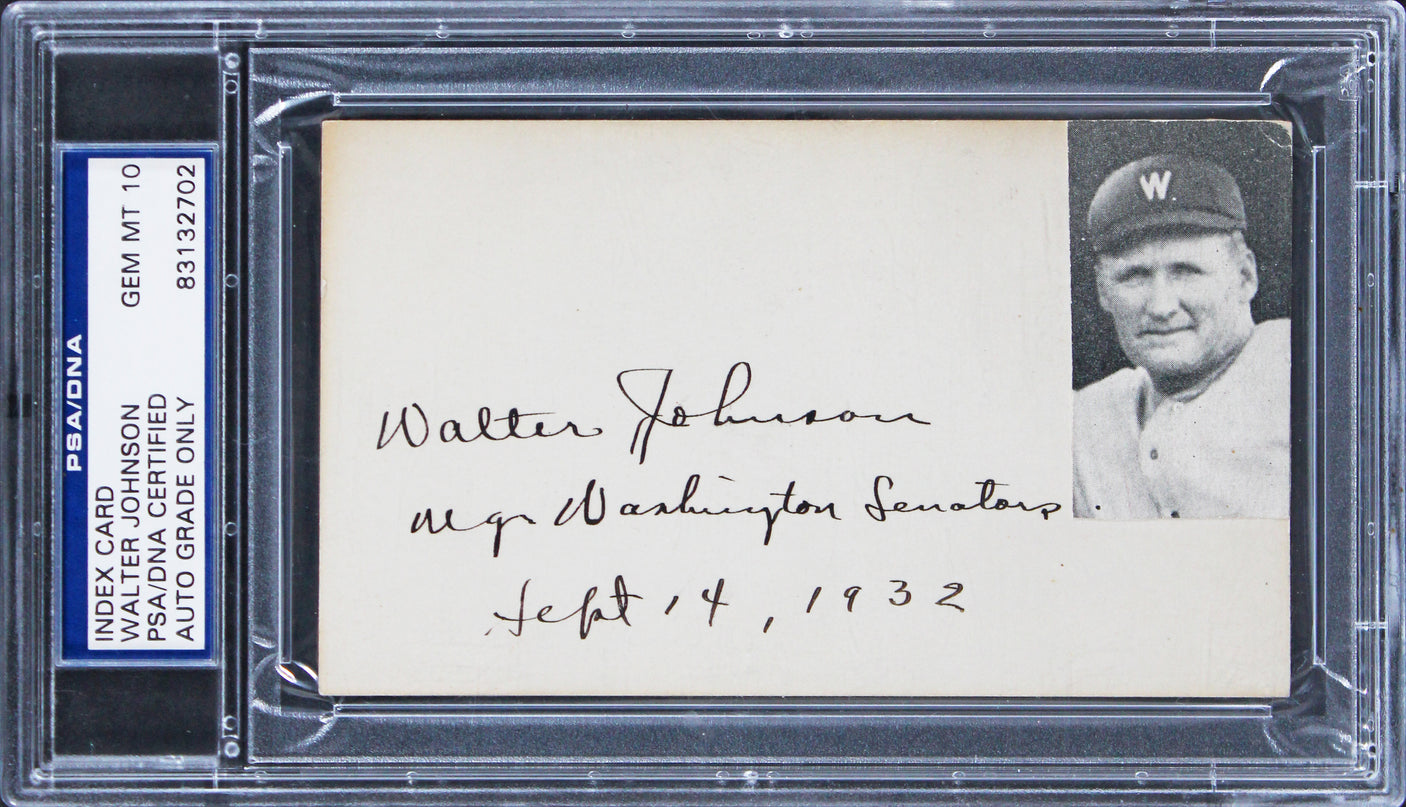 PSA/DNA
INDEX CARD
WALTER JOHNSON GEM MT 10
PSA/DNA CERTIFIED
AUTO GRADE ONLY 83132702
W
Walter Johnson
Mgr Washington Senators.
Sept 14, 1932